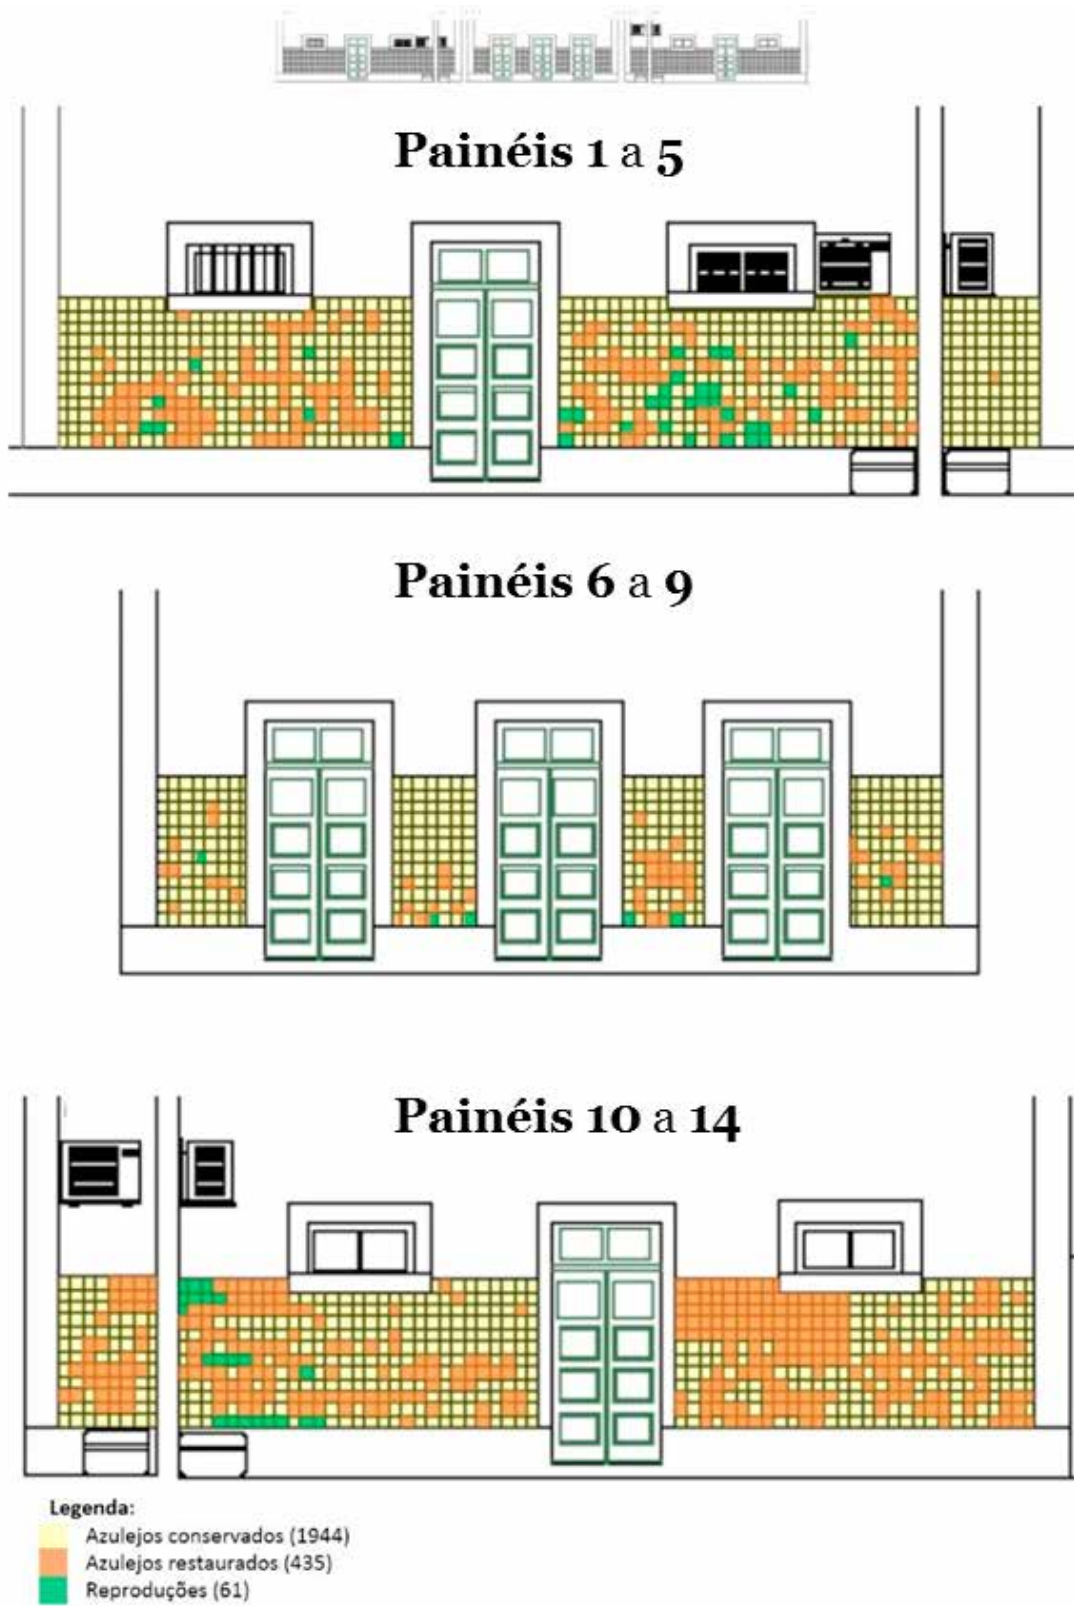 Painéis 1 a 5
Painéis 6 a 9
Painéis 10 a 14
Legenda:
Azulejos conservados (1944)
Azulejos restaurados (435)
Reproduções (61)